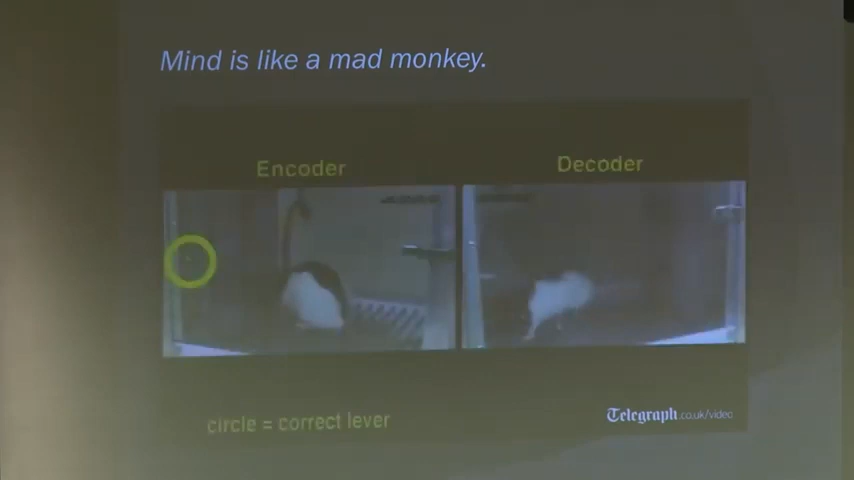 Mind is like a mad monkey.
Encoder
Decoder
circle = correct lever
Telegraph.co.uk/video